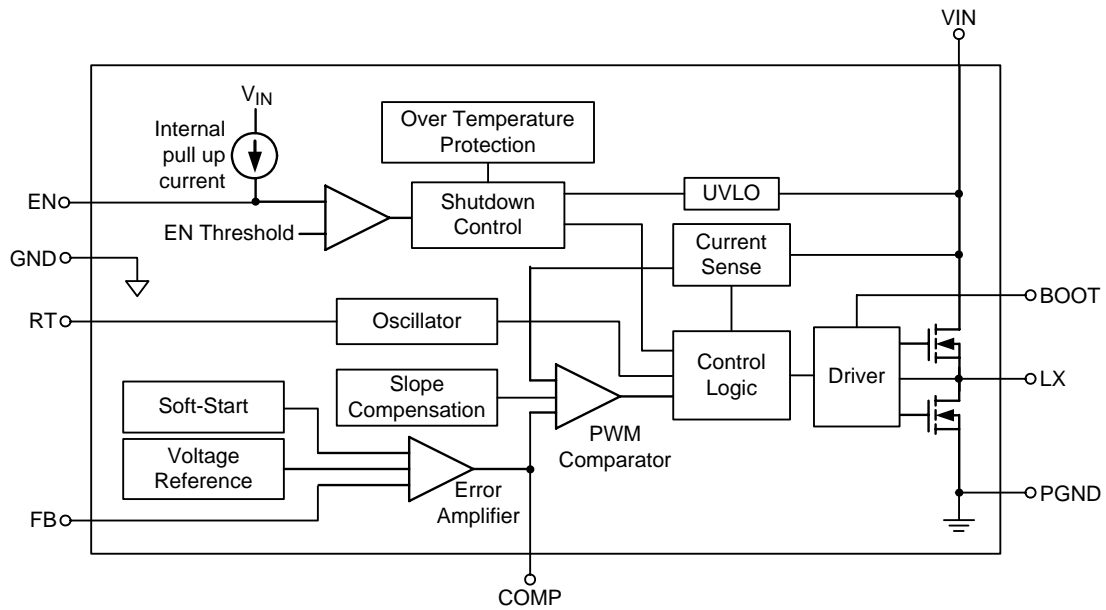 VIN
VIN
Internal
pull up
current
Over Temperature
Protection
EN
Shutdown
Control
UVLO
EN Threshold
GND
Current
Sense
BOOT
RT
Oscillator
Control
Logic
Driver
LX
Slope
Compensation
Soft-Start
PWM
Comparator
Voltage
Reference
Error
Amplifier
PGND
FB
COMP